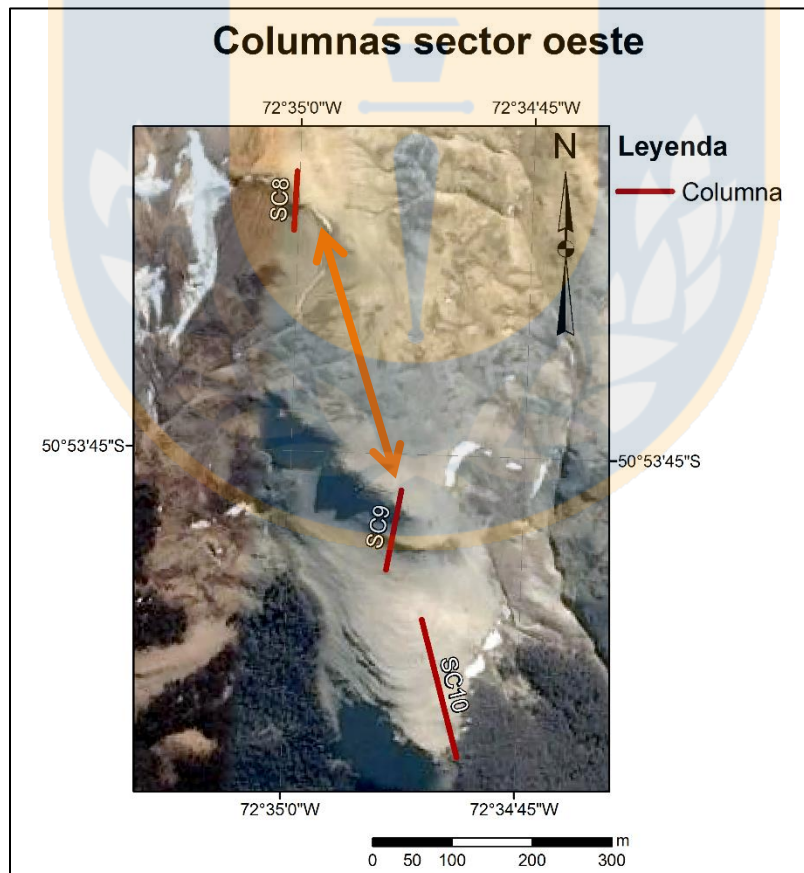 Columnas sector oeste
72°35'0"W
72°34'45"W
N
Leyenda
Columna
SC8
50°53'45"S
50°53'45"S
SC9
SC10
72°35'0"W
72°34'45"W
m
0 50 100 200 300